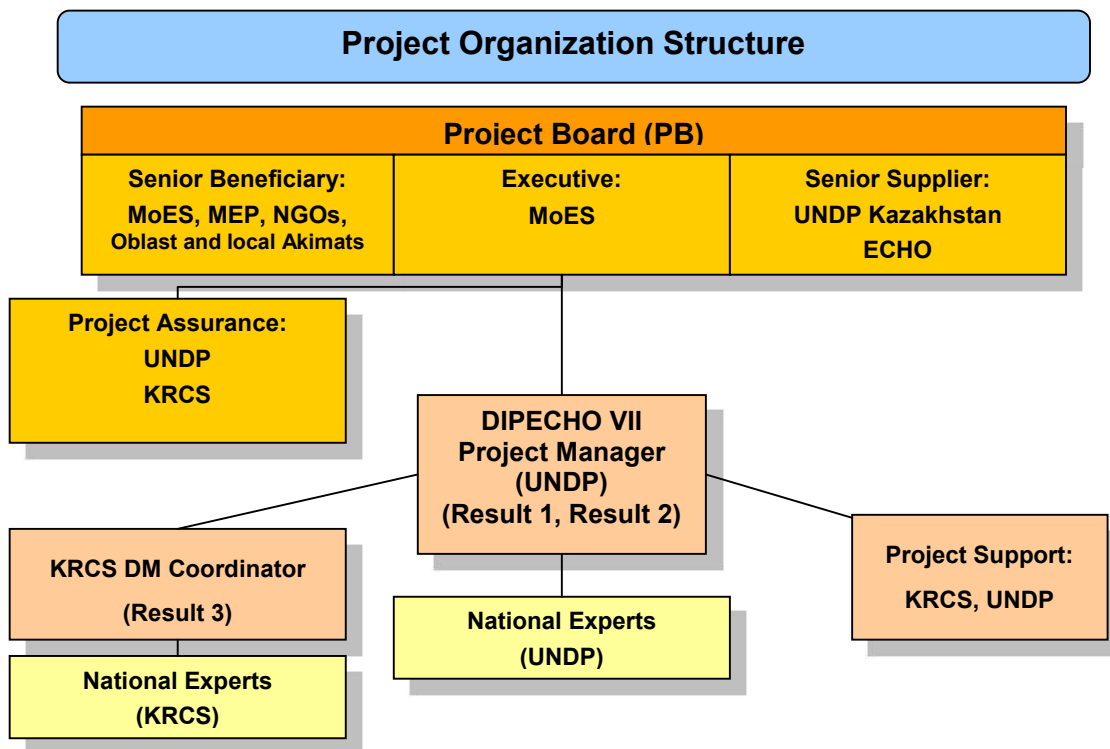 Project Organization Structure
Project Board (PB)
Senior Beneficiary:
MoES, MEP, NGOs,
Oblast and local Akimats
Executive:
MoES
Senior Supplier:
UNDP Kazakhstan
ECHO
Project Assurance:
UNDP
KRCS
DIPECHO VII
Project Manager
(UNDP)
(Result 1, Result 2)
KRCS DM Coordinator
(Result 3)
Project Support:
KRCS, UNDP
National Experts
(UNDP)
National Experts
(KRCS)